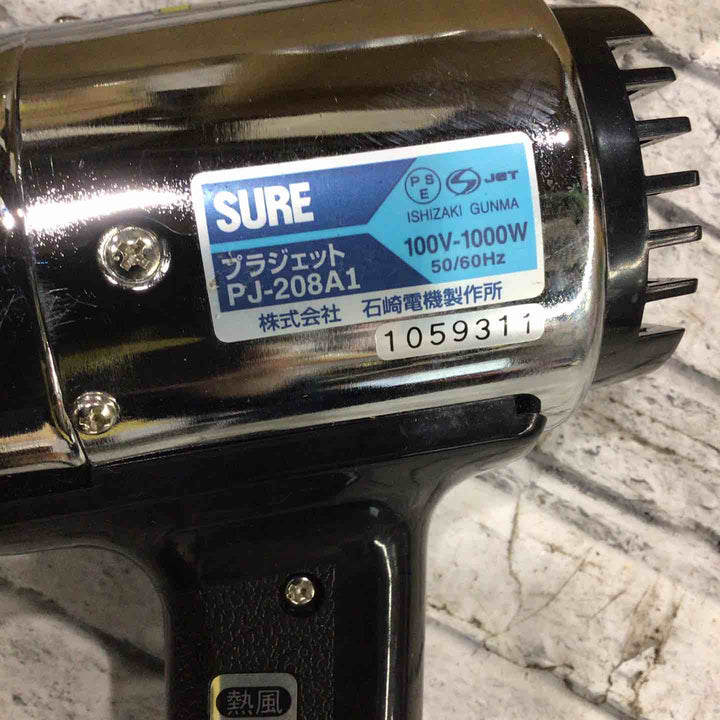 SURE
PSE JET
ISHIZAKI GUNMA
プラジェット
PJ-208A1
100V-1000W
50/60Hz
株式会社 石崎電機製作所
1059311
熱風